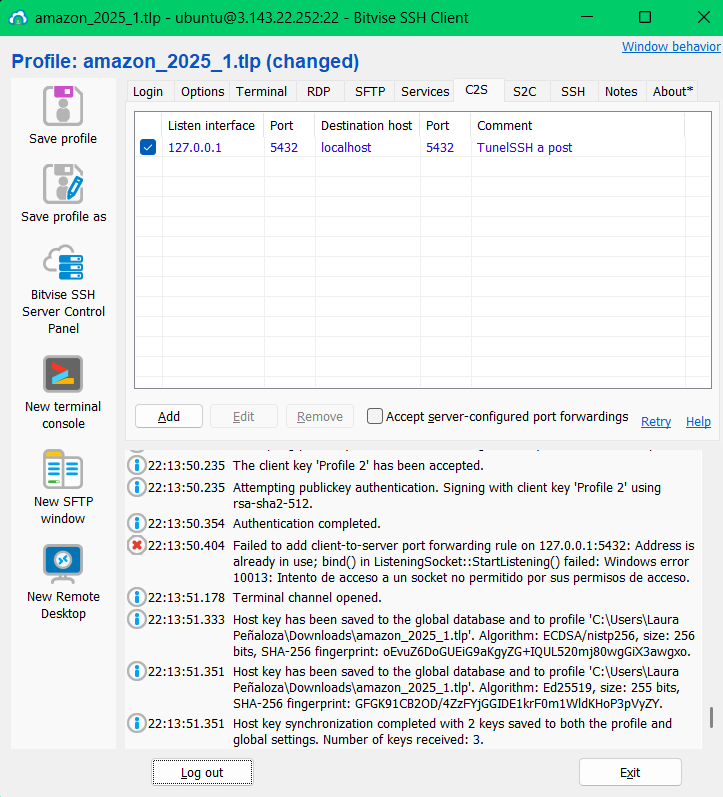 amazon_2025_1.tlp - ubuntu@3.143.22.252:22 - Bitvise SSH Client
Window behavior
Profile: amazon_2025_1.tlp (changed)
Save profile
Save profile as
Bitvise SSH
Server Control
Panel
New terminal
console
New SFTP
window
New Remote
Desktop
Login Options Terminal RDP SFTP Services C2S S2C SSH Notes About*
Listen interface Port Destination host Port Comment
127.0.0.1 5432 localhost 5432 TunelSSH a post
Add Edit Remove Accept server-configured port forwardings Retry Help
22:13:50.235 The client key 'Profile 2' has been accepted.
22:13:50.235 Attempting publickey authentication. Signing with client key 'Profile 2' using
rsa-sha2-512.
22:13:50.354 Authentication completed.
22:13:50.404 Failed to add client-to-server port forwarding rule on 127.0.0.1:5432: Address is
already in use; bind() in ListeningSocket::StartListening() failed: Windows error
10013: Intento de acceso a un socket no permitido por sus permisos de acceso.
22:13:51.178 Terminal channel opened.
22:13:51.333 Host key has been saved to the global database and to profile 'C:\Users\Laura
Peñaloza\Downloads\amazon_2025_1.tlp'. Algorithm: ECDSA/nistp256, size: 256
bits, SHA-256 fingerprint: oEvuZ6DoGUEiG9aKgyZG+IQUL520mj80wgGiX3awgxo.
22:13:51.351 Host key has been saved to the global database and to profile 'C:\Users\Laura
Peñaloza\Downloads\amazon_2025_1.tlp'. Algorithm: Ed25519, size: 255 bits,
SHA-256 fingerprint: GFGK91CB2OD/4ZzFYjGGIDE1krF0m1WldKHoP3pVyZY.
22:13:51.351 Host key synchronization completed with 2 keys saved to both the profile and
global settings. Number of keys received: 3.
Log out Exit